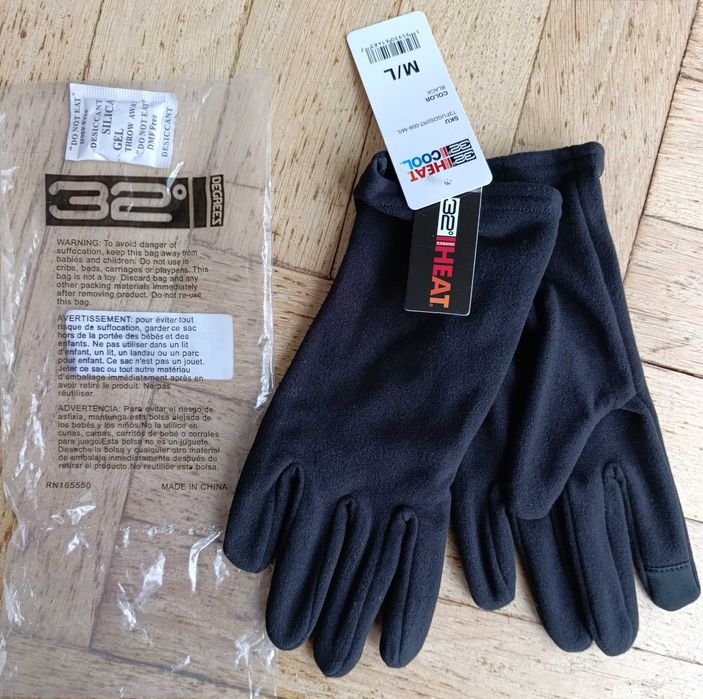 "DO NOT EAT"
DESICCANT
SILICA
GEL
THROW AWAY
"DO NOT EAT"
DMF Free
DESICCANT
32°
DEGREES
WARNING: To avoid danger of
suffocation, keep this bag away from
babies and children. Do not use in
cribs, beds, carriages or playpens. This
bag is not a toy. Discard bag and any
other packing materials immediately
after removing product. Do not re-use
this bag.
AVERTISSEMENT: pour éviter tout
risque de suffocation, garder ce sac
hors de la portée des bébés et des
enfants. Ne pas utiliser dans un lit
d'enfant, un lit, un landau ou un parc
pour enfant. Ce sac n'est pas un jouet.
Jeter ce sac ou tout autre matériau
d'emballage immédiatement après en
avoir retiré le produit. Ne pas
réutiliser.
ADVERTENCIA: Para evitar el riesgo de
asfixia, mantenga esta bolsa alejada de
los bebés y los niños.No la utilice en
cunas, camas, carritos de bebé o corrales
para juego.Esta bolsa no es un juguete.
Deseche la bolsa y cualquier otro material
de embalaje inmediatamente después de
retirar el producto.No reutilice esta bolsa.
RN165550 MADE IN CHINA
M/L
COLOR
BLACK
SKU
32°
DEGREES
HEAT
COOL
32°
DEGREES
HEAT